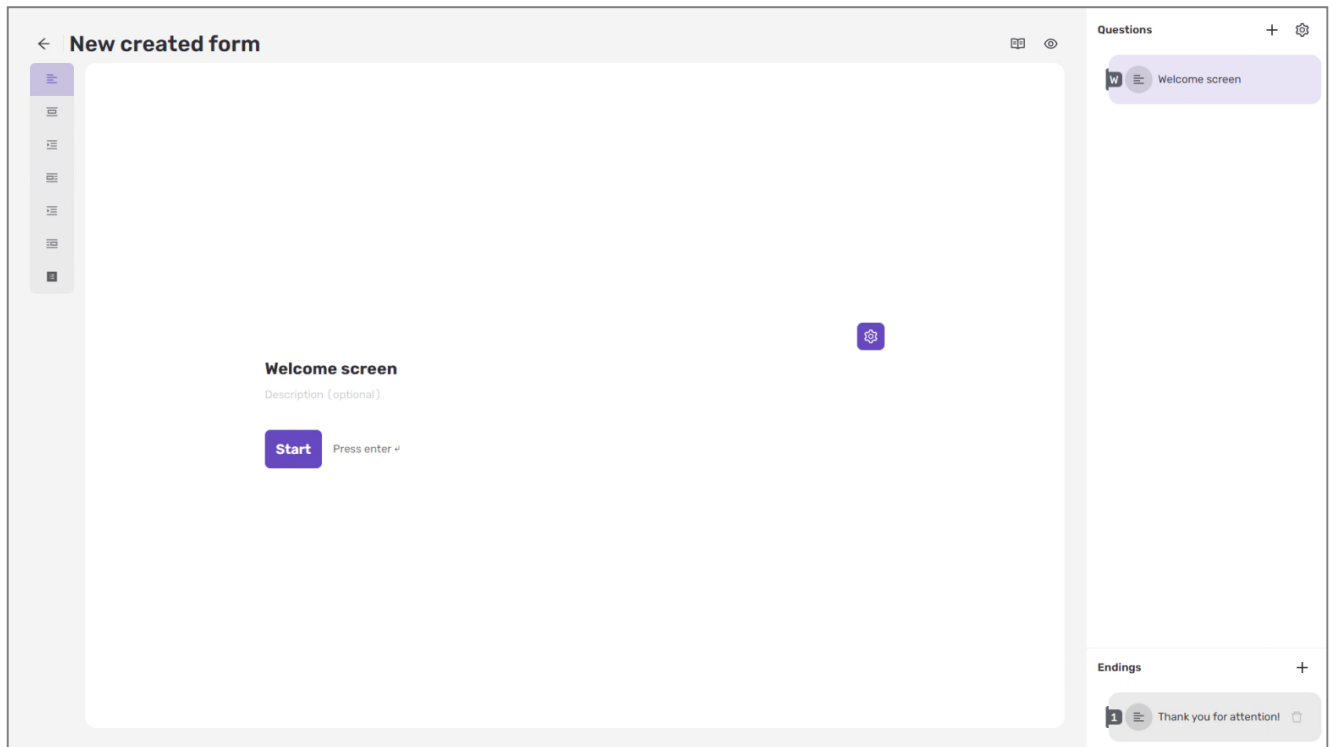 New created form
Welcome screen
Description (optional)
Start
Press enter ↵
Questions
W
Welcome screen
Endings
1
Thank you for attention!